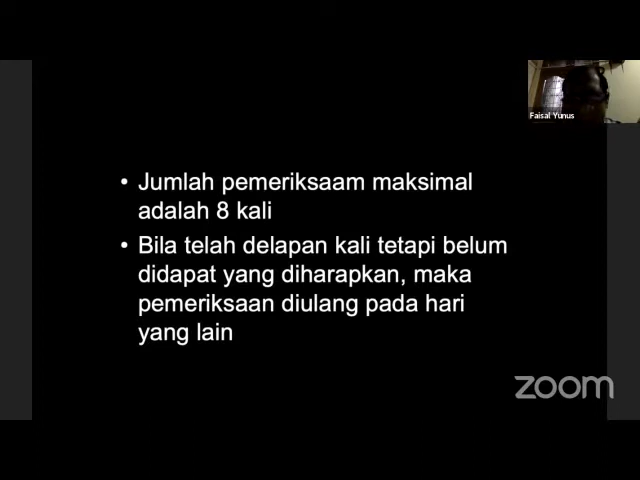 Faisal Yunus
• Jumlah pemeriksaam maksimal
adalah 8 kali
• Bila telah delapan kali tetapi belum
didapat yang diharapkan, maka
pemeriksaan diulang pada hari
yang lain
zoom